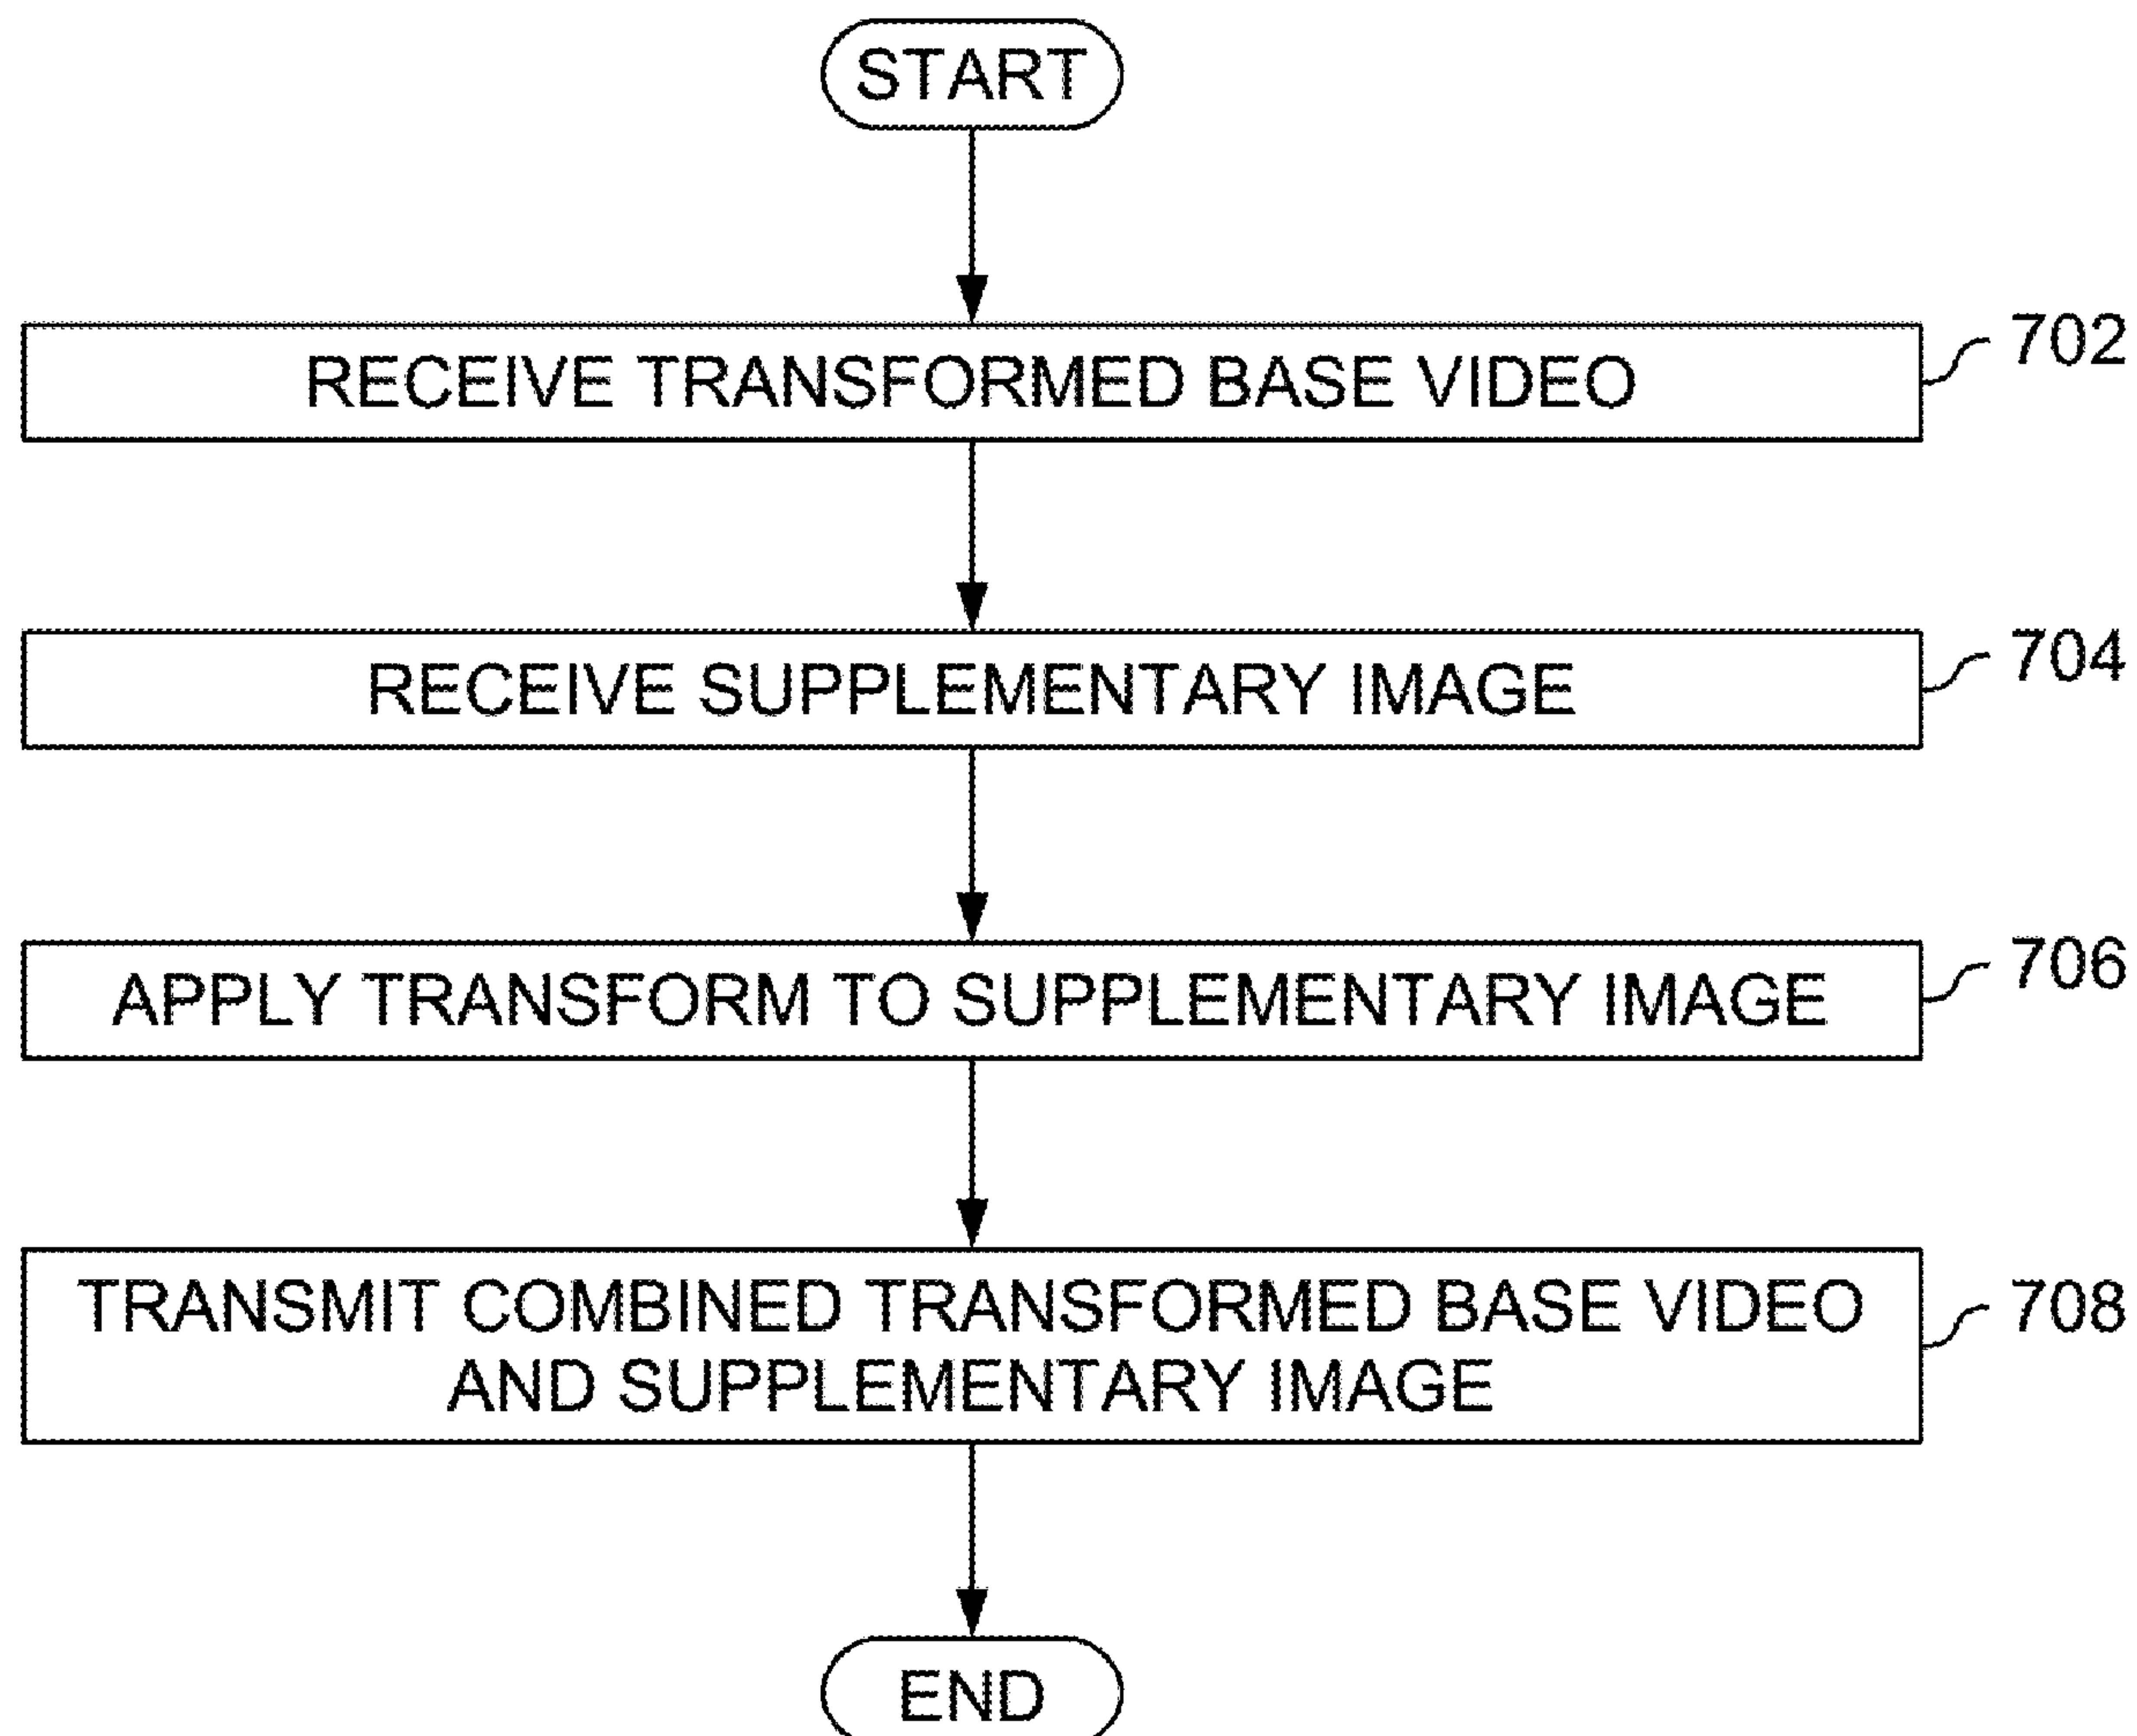 START
RECEIVE TRANSFORMED BASE VIDEO
702
RECEIVE SUPPLEMENTARY IMAGE
704
APPLY TRANSFORM TO SUPPLEMENTARY IMAGE
706
TRANSMIT COMBINED TRANSFORMED BASE VIDEO
AND SUPPLEMENTARY IMAGE
708
END